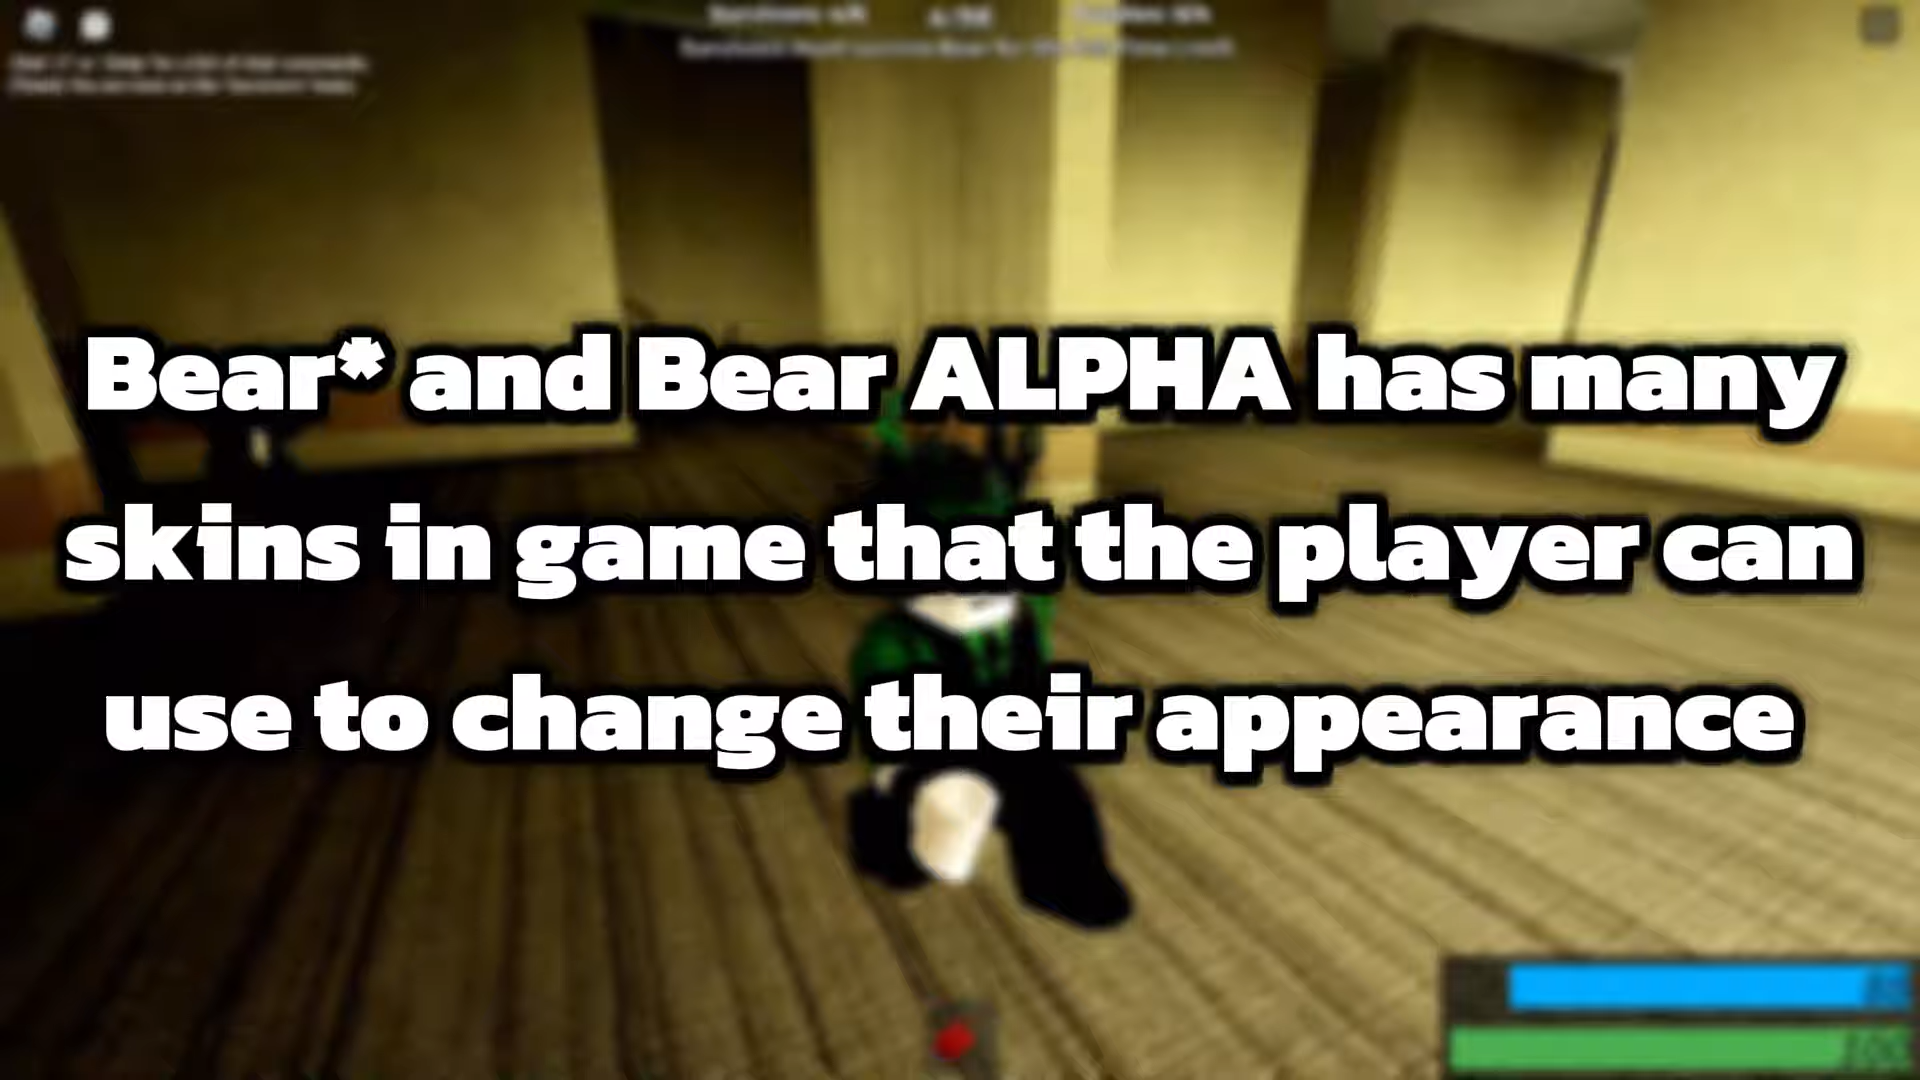 Bear* and Bear ALPHA has many
skins in game that the player can
use to change their appearance